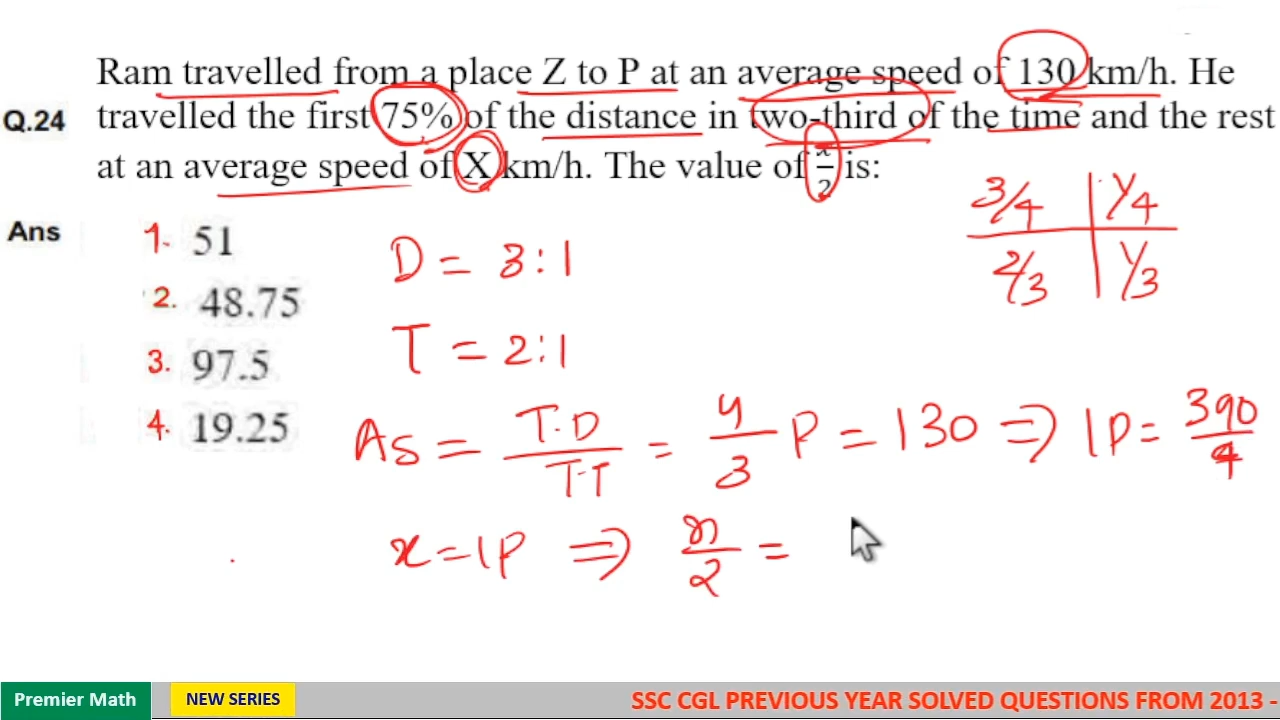 Ram travelled from a place Z to P at an average speed of 130 km/h. He
Q.24 travelled the first 75% of the distance in two-third of the time and the rest
at an average speed of X km/h. The value of x/2 is:
3/4 | 1/4
2/3 | 1/3
Ans
1. 51
2. 48.75
3. 97.5
4. 19.25
D = 3:1
T = 2:1
AS = T.D/T.T = 4/3 P = 130 ⇒ 1P = 390/4
x = 1P ⇒ x/2 =
Premier Math
NEW SERIES
SSC CGL PREVIOUS YEAR SOLVED QUESTIONS FROM 2013 -